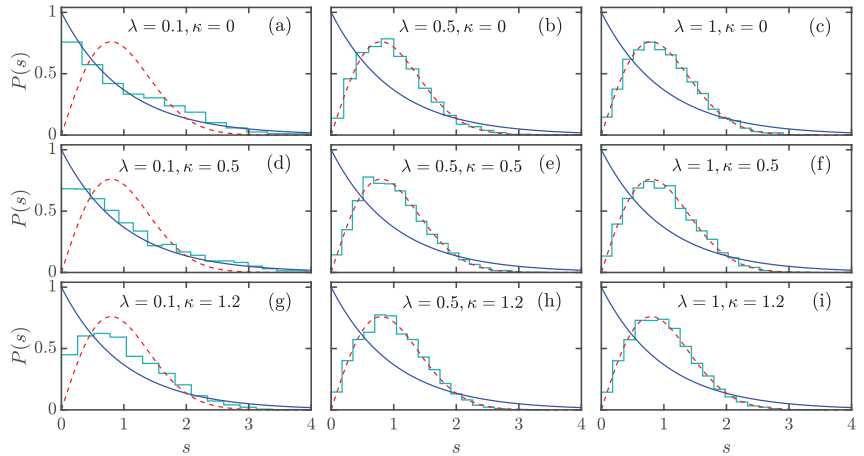 1
0.5
0
P(s)
λ = 0.1, κ = 0
(a)
λ = 0.5, κ = 0
(b)
λ = 1, κ = 0
(c)
1
0.5
0
P(s)
λ = 0.1, κ = 0.5
(d)
λ = 0.5, κ = 0.5
(e)
λ = 1, κ = 0.5
(f)
1
0.5
0
P(s)
λ = 0.1, κ = 1.2
(g)
λ = 0.5, κ = 1.2
(h)
λ = 1, κ = 1.2
(i)
0 1 2 3 4
0 1 2 3 4
0 1 2 3 4
s
s
s